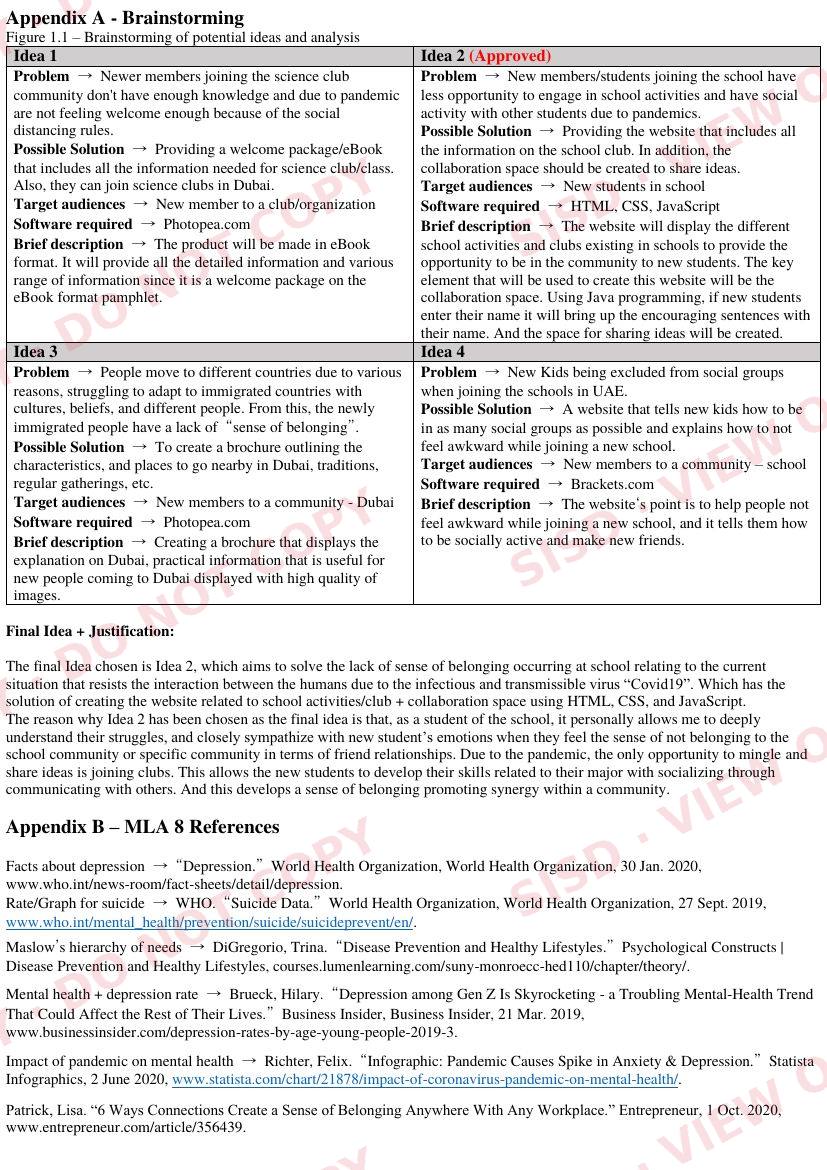 Appendix A - Brainstorming
Figure 1.1 – Brainstorming of potential ideas and analysis
Idea 1
Problem → Newer members joining the science club
community don't have enough knowledge and due to pandemic
are not feeling welcome enough because of the social
distancing rules.
Possible Solution → Providing a welcome package/eBook
that includes all the information needed for science club/class.
Also, they can join science clubs in Dubai.
Target audiences → New member to a club/organization
Software required → Photopea.com
Brief description → The product will be made in eBook
format. It will provide all the detailed information and various
range of information since it is a welcome package on the
eBook format pamphlet.
Idea 2 (Approved)
Problem → New members/students joining the school have
less opportunity to engage in school activities and have social
activity with other students due to pandemics.
Possible Solution → Providing the website that includes all
the information on the school club. In addition, the
collaboration space should be created to share ideas.
Target audiences → New students in school
Software required → HTML, CSS, JavaScript
Brief description → The website will display the different
school activities and clubs existing in schools to provide the
opportunity to be in the community to new students. The key
element that will be used to create this website will be the
collaboration space. Using Java programming, if new students
enter their name it will bring up the encouraging sentences with
their name. And the space for sharing ideas will be created.
Idea 3
Problem → People move to different countries due to various
reasons, struggling to adapt to immigrated countries with
cultures, beliefs, and different people. From this, the newly
immigrated people have a lack of “sense of belonging”.
Possible Solution → To create a brochure outlining the
characteristics, and places to go nearby in Dubai, traditions,
regular gatherings, etc.
Target audiences → New members to a community - Dubai
Software required → Photopea.com
Brief description → Creating a brochure that displays the
explanation on Dubai, practical information that is useful for
new people coming to Dubai displayed with high quality of
images.
Idea 4
Problem → New Kids being excluded from social groups
when joining the schools in UAE.
Possible Solution → A website that tells new kids how to be
in as many social groups as possible and explains how to not
feel awkward while joining a new school.
Target audiences → New members to a community – school
Software required → Brackets.com
Brief description → The website‘s point is to help people not
feel awkward while joining a new school, and it tells them how
to be socially active and make new friends.
Final Idea + Justification:
The final Idea chosen is Idea 2, which aims to solve the lack of sense of belonging occurring at school relating to the current
situation that resists the interaction between the humans due to the infectious and transmissible virus “Covid19”. Which has the
solution of creating the website related to school activities/club + collaboration space using HTML, CSS, and JavaScript.
The reason why Idea 2 has been chosen as the final idea is that, as a student of the school, it personally allows me to deeply
understand their struggles, and closely sympathize with new student’s emotions when they feel the sense of not belonging to the
school community or specific community in terms of friend relationships. Due to the pandemic, the only opportunity to mingle and
share ideas is joining clubs. This allows the new students to develop their skills related to their major with socializing through
communicating with others. And this develops a sense of belonging promoting synergy within a community.
Appendix B – MLA 8 References
Facts about depression → “Depression.” World Health Organization, World Health Organization, 30 Jan. 2020,
www.who.int/news-room/fact-sheets/detail/depression.
Rate/Graph for suicide → WHO. “Suicide Data.” World Health Organization, World Health Organization, 27 Sept. 2019,
www.who.int/mental_health/prevention/suicide/suicideprevent/en/.
Maslow’s hierarchy of needs → DiGregorio, Trina. “Disease Prevention and Healthy Lifestyles.” Psychological Constructs |
Disease Prevention and Healthy Lifestyles, courses.lumenlearning.com/suny-monroecc-hed110/chapter/theory/.
Mental health + depression rate → Brueck, Hilary. “Depression among Gen Z Is Skyrocketing - a Troubling Mental-Health Trend
That Could Affect the Rest of Their Lives.” Business Insider, Business Insider, 21 Mar. 2019,
www.businessinsider.com/depression-rates-by-age-young-people-2019-3.
Impact of pandemic on mental health → Richter, Felix. “Infographic: Pandemic Causes Spike in Anxiety & Depression.” Statista
Infographics, 2 June 2020, www.statista.com/chart/21878/impact-of-coronavirus-pandemic-on-mental-health/.
Patrick, Lisa. “6 Ways Connections Create a Sense of Belonging Anywhere With Any Workplace.” Entrepreneur, 1 Oct. 2020,
www.entrepreneur.com/article/356439.
DO NOT COPY
SISD · VIEW O
DO NOT COPY
SISD · VIEW O
DO NOT COPY
SISD · VIEW O